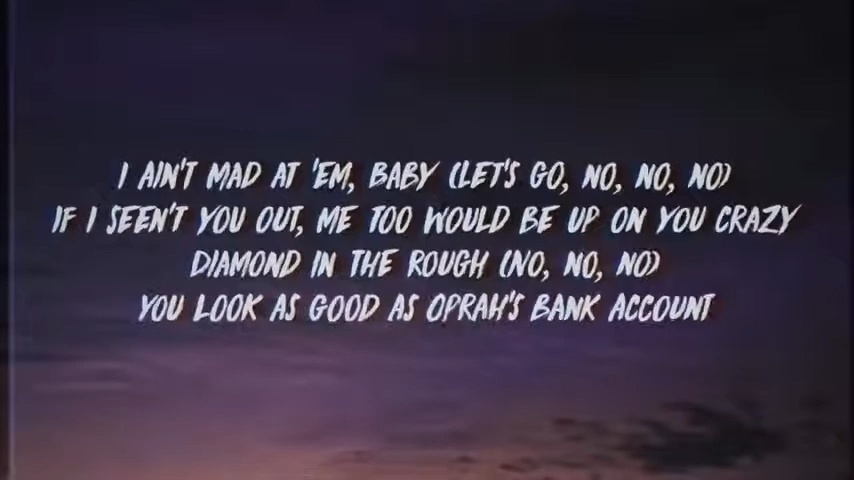 I AIN'T MAD AT 'EM, BABY (LET'S GO, NO, NO, NO)
IF I SEEN'T YOU OUT, ME TOO WOULD BE UP ON YOU CRAZY
DIAMOND IN THE ROUGH (NO, NO, NO)
YOU LOOK AS GOOD AS OPRAH'S BANK ACCOUNT